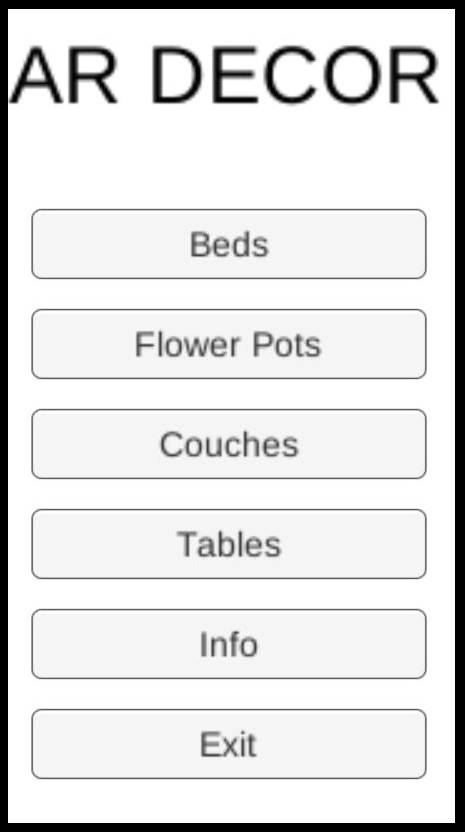 AR DECOR
Beds
Flower Pots
Couches
Tables
Info
Exit